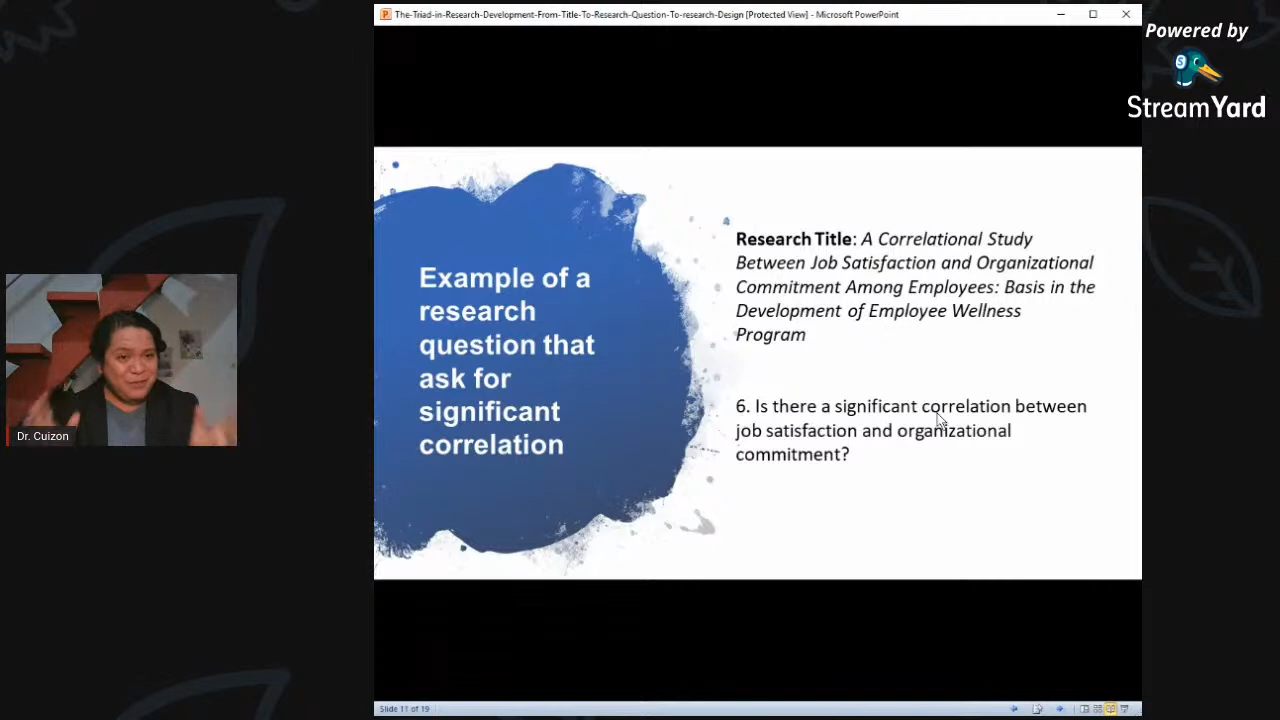 The-Triad-in-Research-Development-From-Title-To-Research-Question-To-research-Design [Protected View] - Microsoft PowerPoint
Powered by
StreamYard
Example of a
research
question that
ask for
significant
correlation
Research Title: A Correlational Study
Between Job Satisfaction and Organizational
Commitment Among Employees: Basis in the
Development of Employee Wellness
Program
6. Is there a significant correlation between
job satisfaction and organizational
commitment?
Dr. Cuizon
Slide 11 of 19